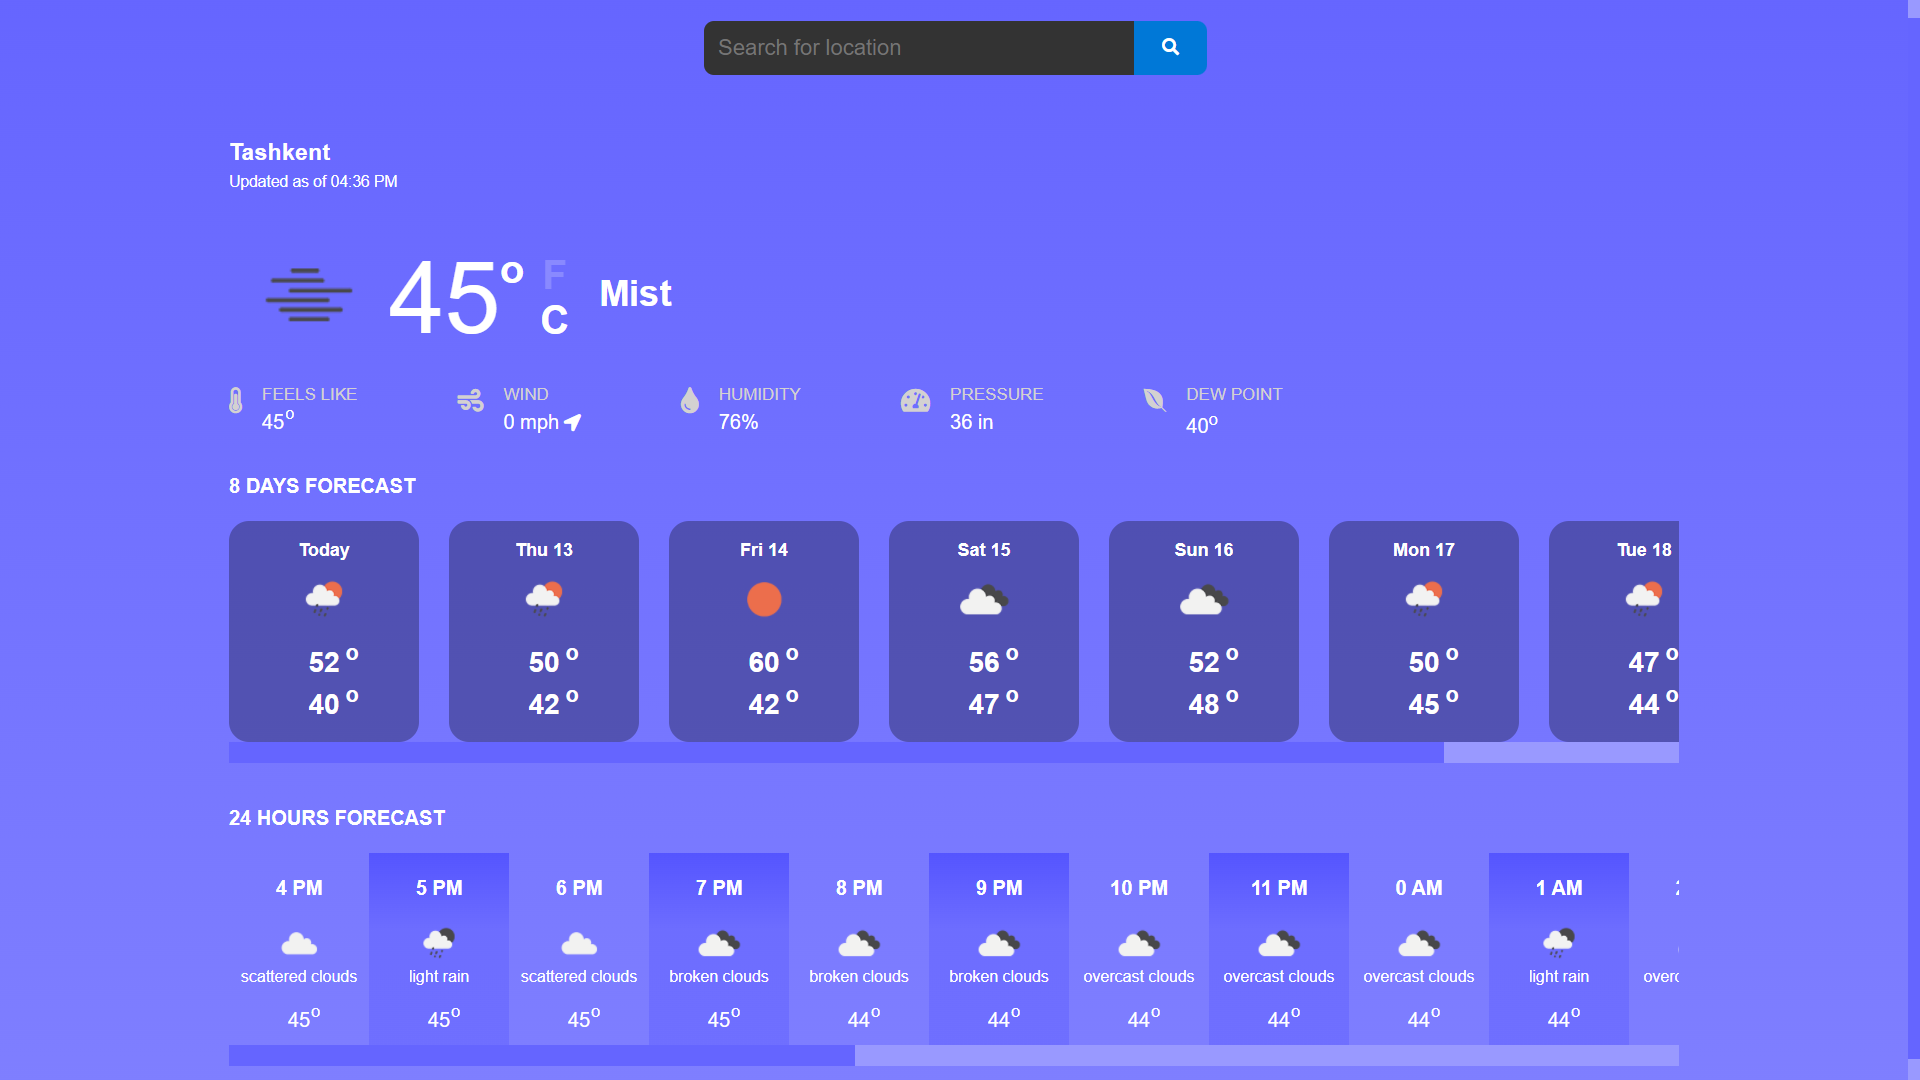 Search for location
Tashkent
Updated as of 04:36 PM
45° F
C
Mist
FEELS LIKE
45°
WIND
0 mph
HUMIDITY
76%
PRESSURE
36 in
DEW POINT
40°
8 DAYS FORECAST
Today
52 °
40 °
Thu 13
50 °
42 °
Fri 14
60 °
42 °
Sat 15
56 °
47 °
Sun 16
52 °
48 °
Mon 17
50 °
45 °
Tue 18
47 °
44 °
24 HOURS FORECAST
4 PM
scattered clouds
45°
5 PM
light rain
45°
6 PM
scattered clouds
45°
7 PM
broken clouds
45°
8 PM
broken clouds
44°
9 PM
broken clouds
44°
10 PM
overcast clouds
44°
11 PM
overcast clouds
44°
0 AM
overcast clouds
44°
1 AM
light rain
44°